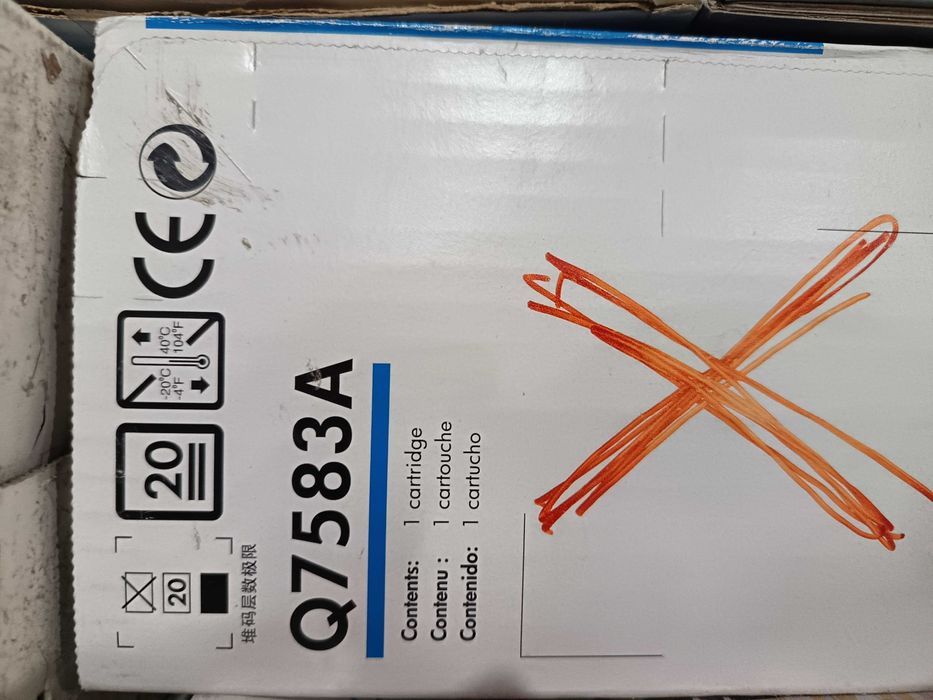 20
堆码层数极限
20
-20°C
-4°F
40°C
104°F
CE
Q7583A
Contents: 1 cartridge
Contenu : 1 cartouche
Contenido: 1 cartucho